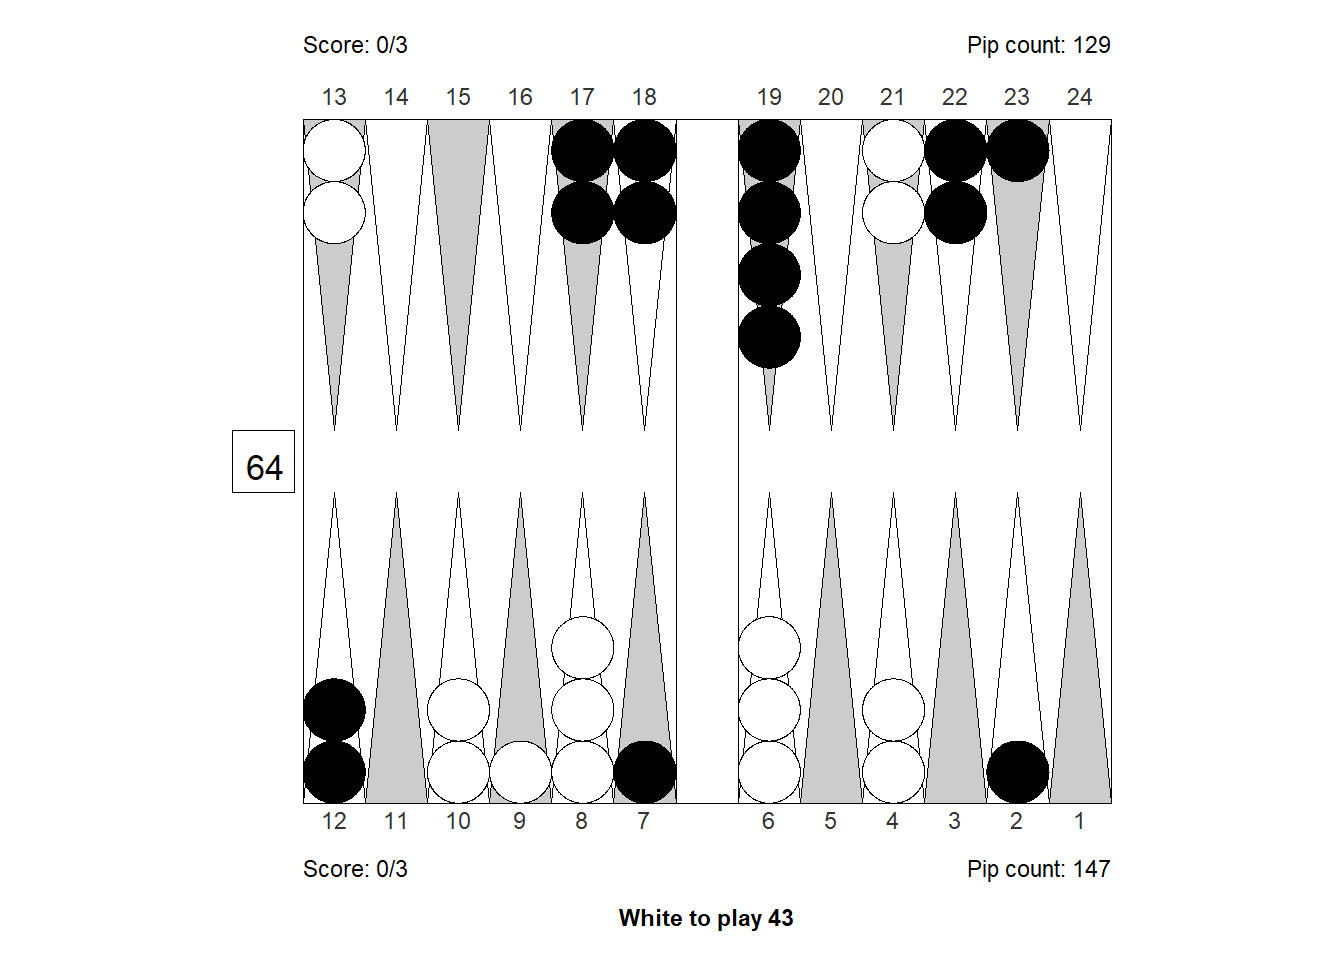 Score: 0/3 Pip count: 129
13 14 15 16 17 18 19 20 21 22 23 24
64
12 11 10 9 8 7 6 5 4 3 2 1
Score: 0/3 Pip count: 147
White to play 43